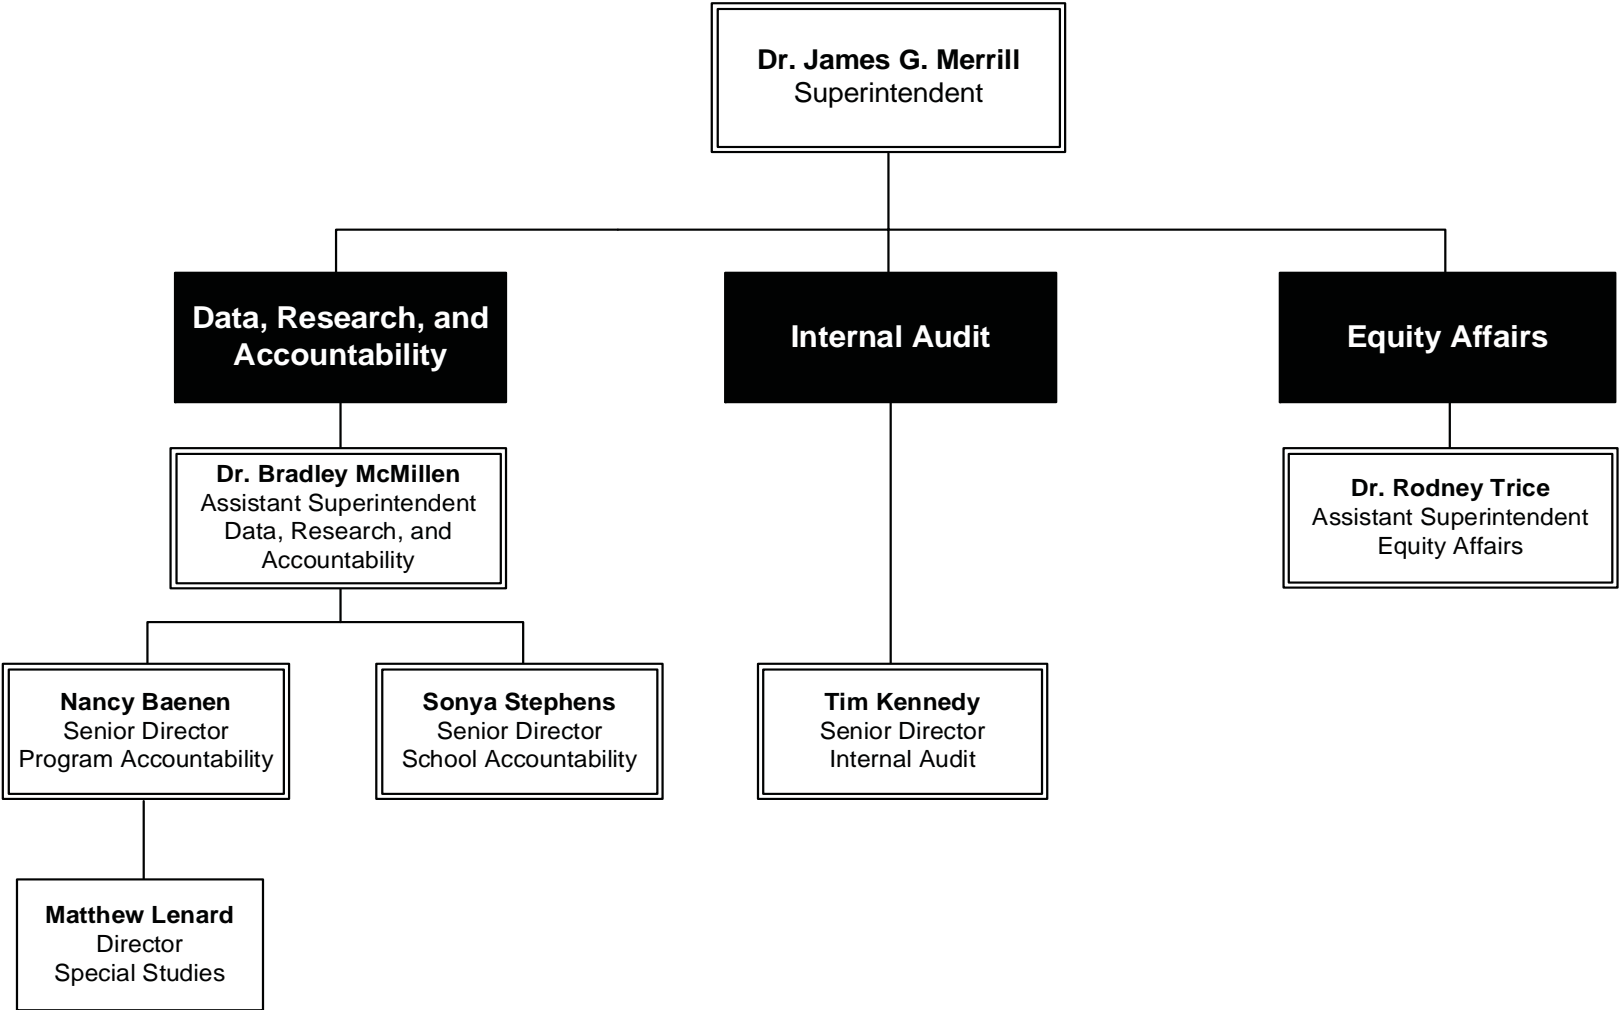 Dr. James G. Merrill
Superintendent
Data, Research, and
Accountability
Internal Audit
Equity Affairs
Dr. Bradley McMillen
Assistant Superintendent
Data, Research, and
Accountability
Dr. Rodney Trice
Assistant Superintendent
Equity Affairs
Nancy Baenen
Senior Director
Program Accountability
Sonya Stephens
Senior Director
School Accountability
Tim Kennedy
Senior Director
Internal Audit
Matthew Lenard
Director
Special Studies